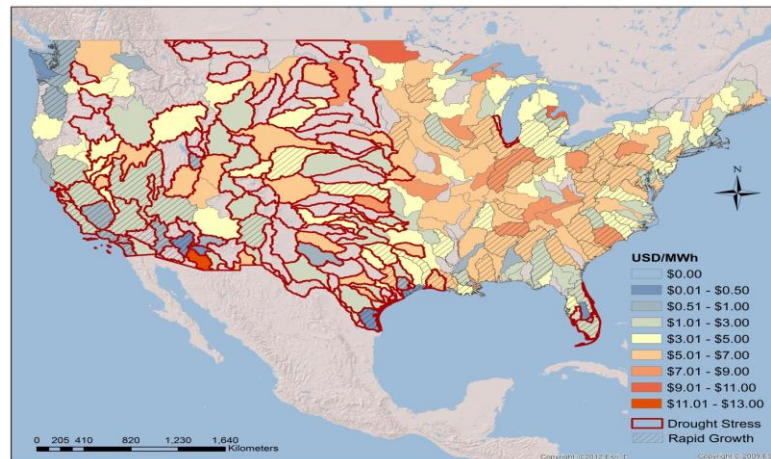 N
USD/MWh
$0.00
$0.01 - $0.50
$0.51 - $1.00
$1.01 - $3.00
$3.01 - $5.00
$5.01 - $7.00
$7.01 - $9.00
$9.01 - $11.00
$11.01 - $13.00
Drought Stress
Rapid Growth
0 205 410 820 1,230 1,640
Kilometers